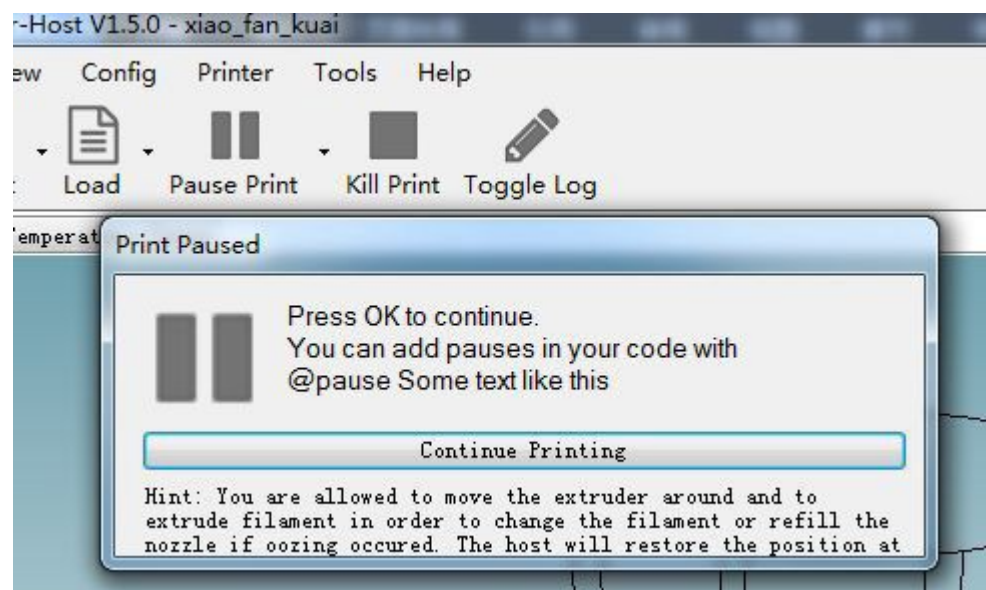 r-Host V1.5.0 - xiao_fan_kuai
ew Config Printer Tools Help
Load Pause Print Kill Print Toggle Log
emperat
Print Paused
Press OK to continue.
You can add pauses in your code with
@pause Some text like this
Continue Printing
Hint: You are allowed to move the extruder around and to
extrude filament in order to change the filament or refill the
nozzle if oozing occured. The host will restore the position at